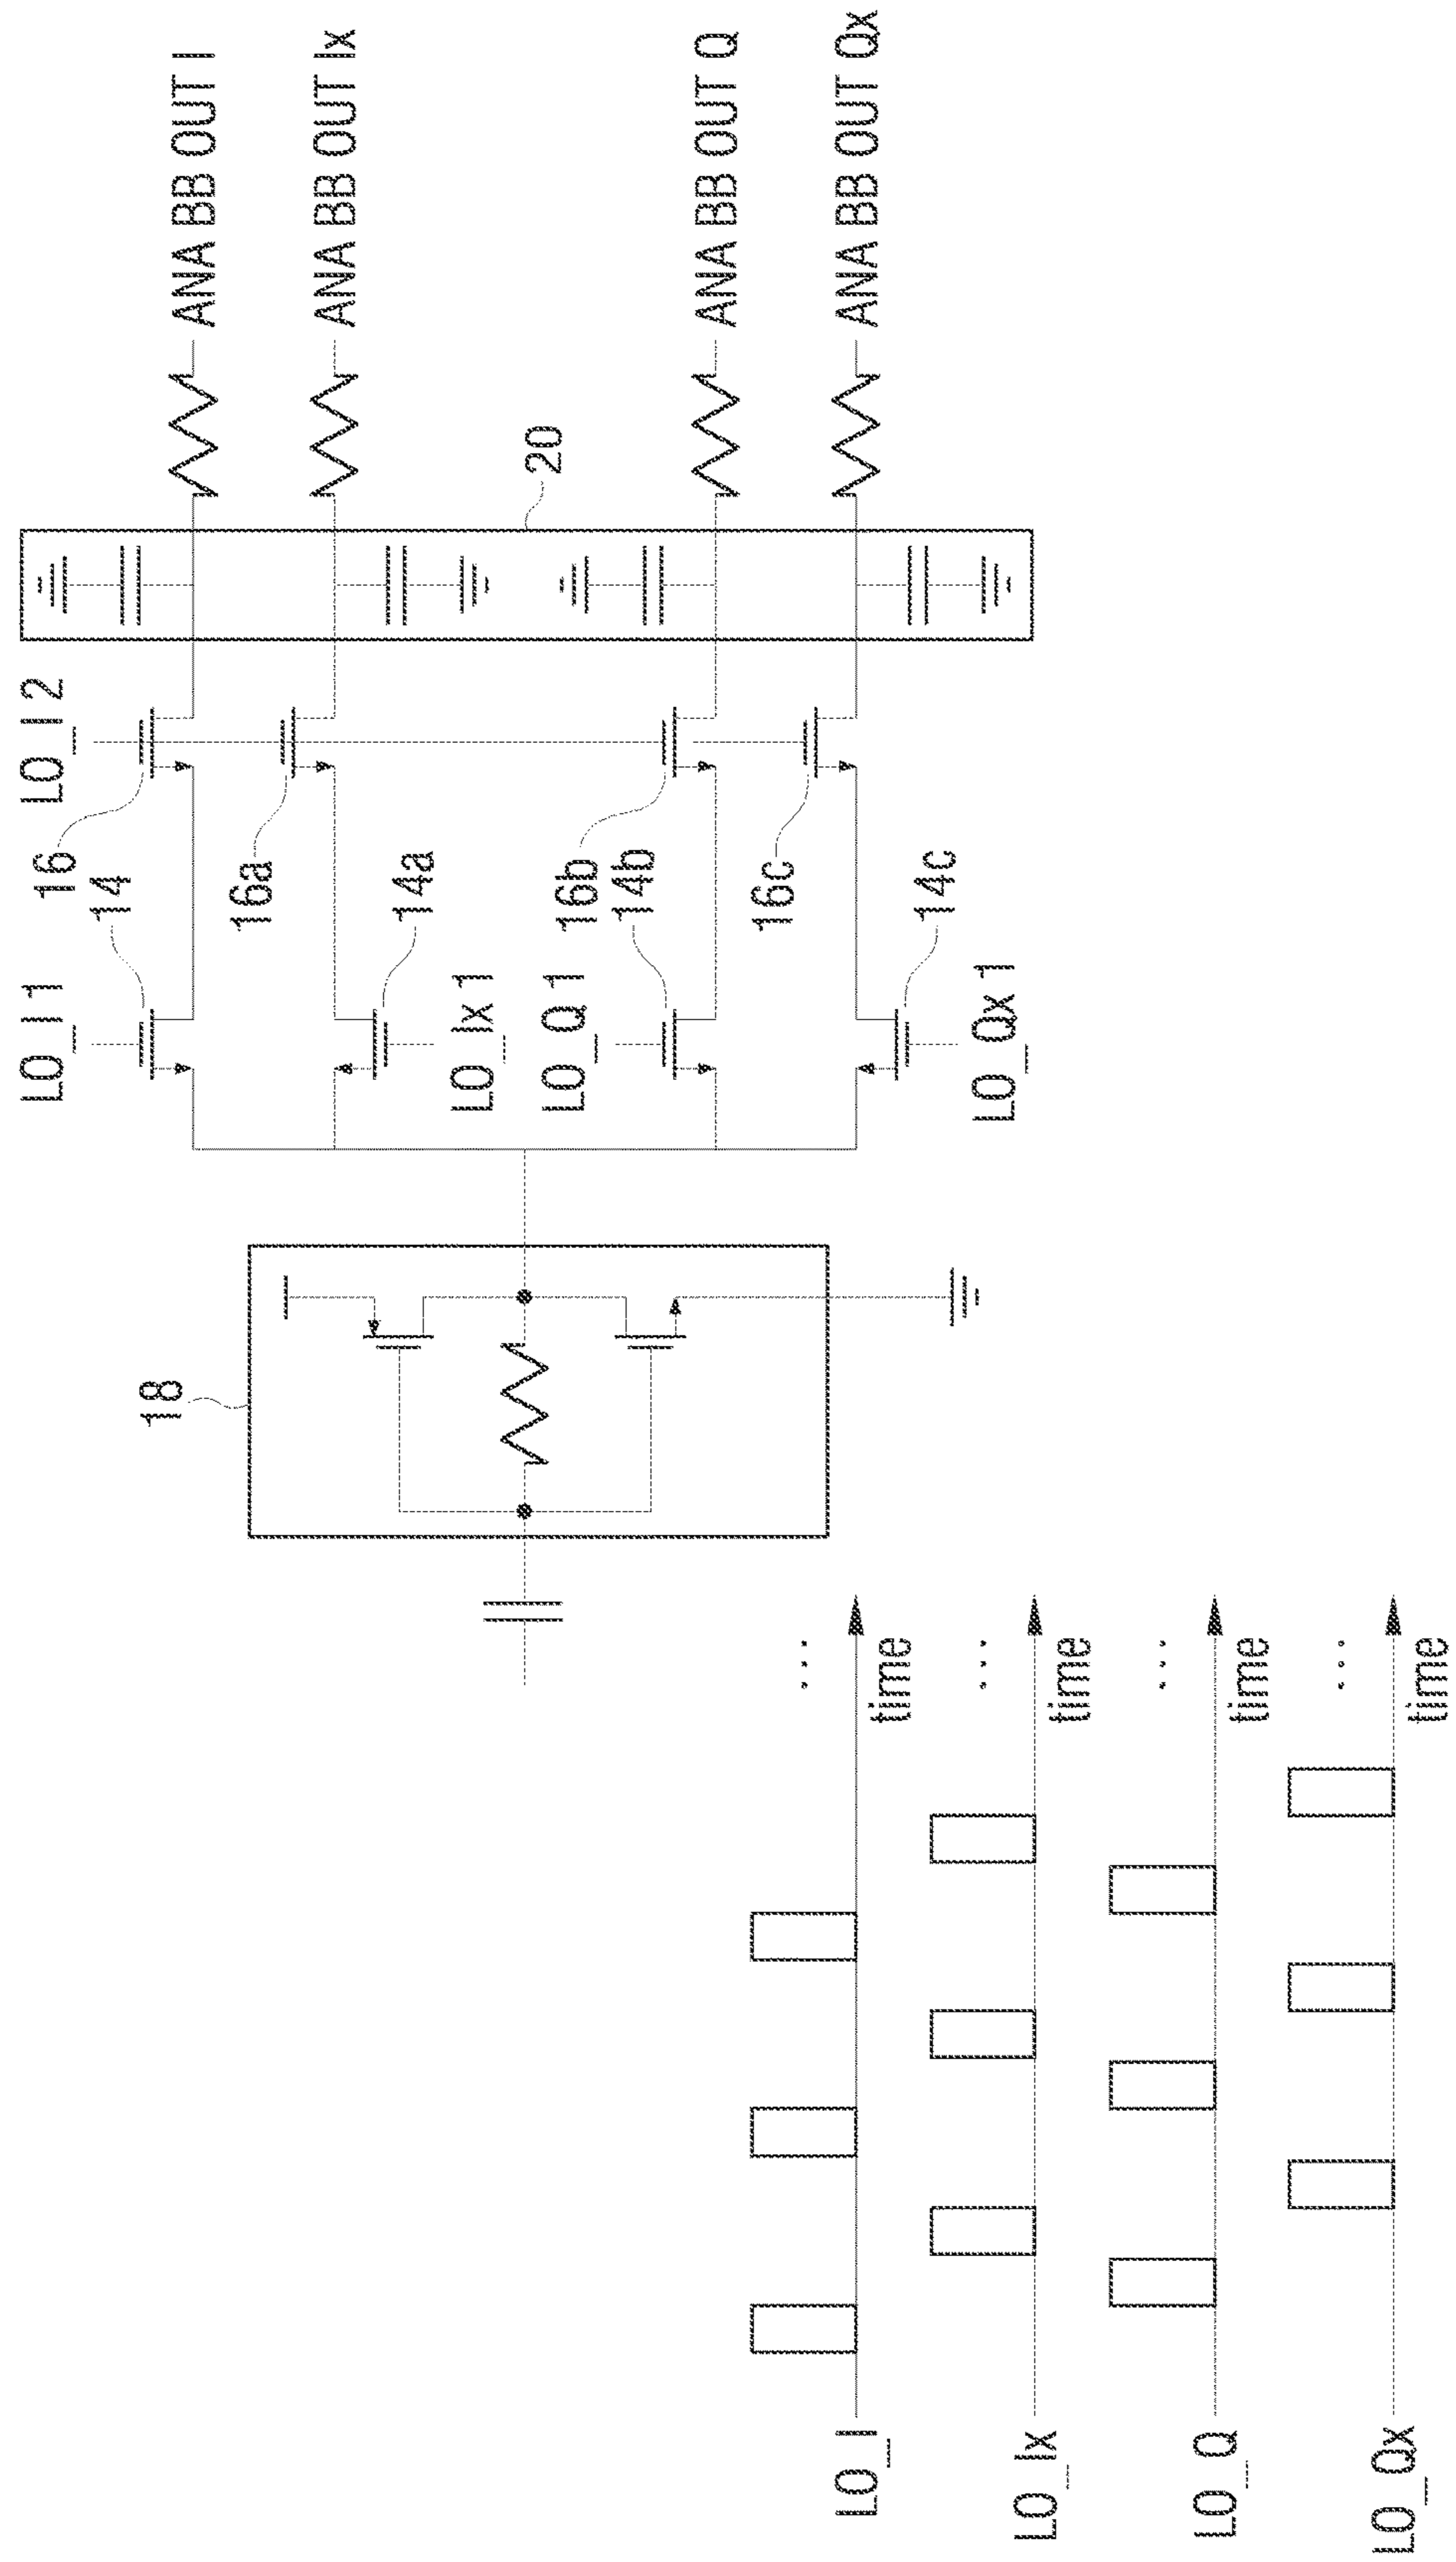 LO_I 1
LO_I 2
16
14
ANA BB OUT I
16a
14a
ANA BB OUT Ix
LO_Ix 1
18
20
LO_Q 1
16b
14b
ANA BB OUT Q
16c
14c
ANA BB OUT Qx
LO_Qx 1
LO_I
...
time
LO_Ix
...
time
LO_Q
...
time
LO_Qx
...
time